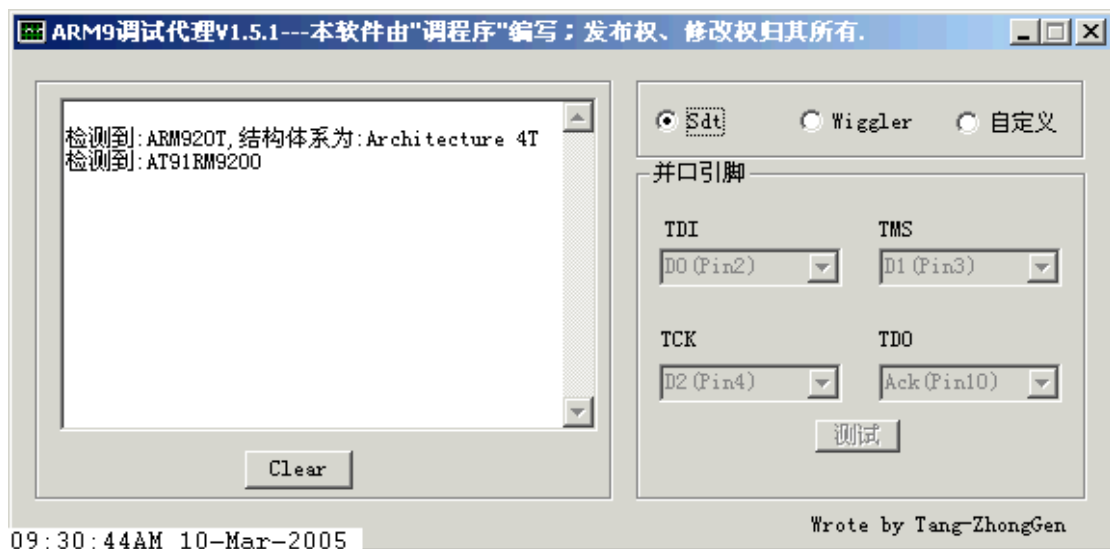 ARM9调试代理V1.5.1---本软件由"调程序"编写；发布权、修改权归其所有.
检测到:ARM920T,结构体系为:Architecture 4T
检测到:AT91RM9200
Clear
Sdt Wiggler 自定义
并口引脚
TDI TMS
D0(Pin2) D1(Pin3)
TCK TDO
D2(Pin4) Ack(Pin10)
测试
Wrote by Tang-ZhongGen
09:30:44AM 10-Mar-2005